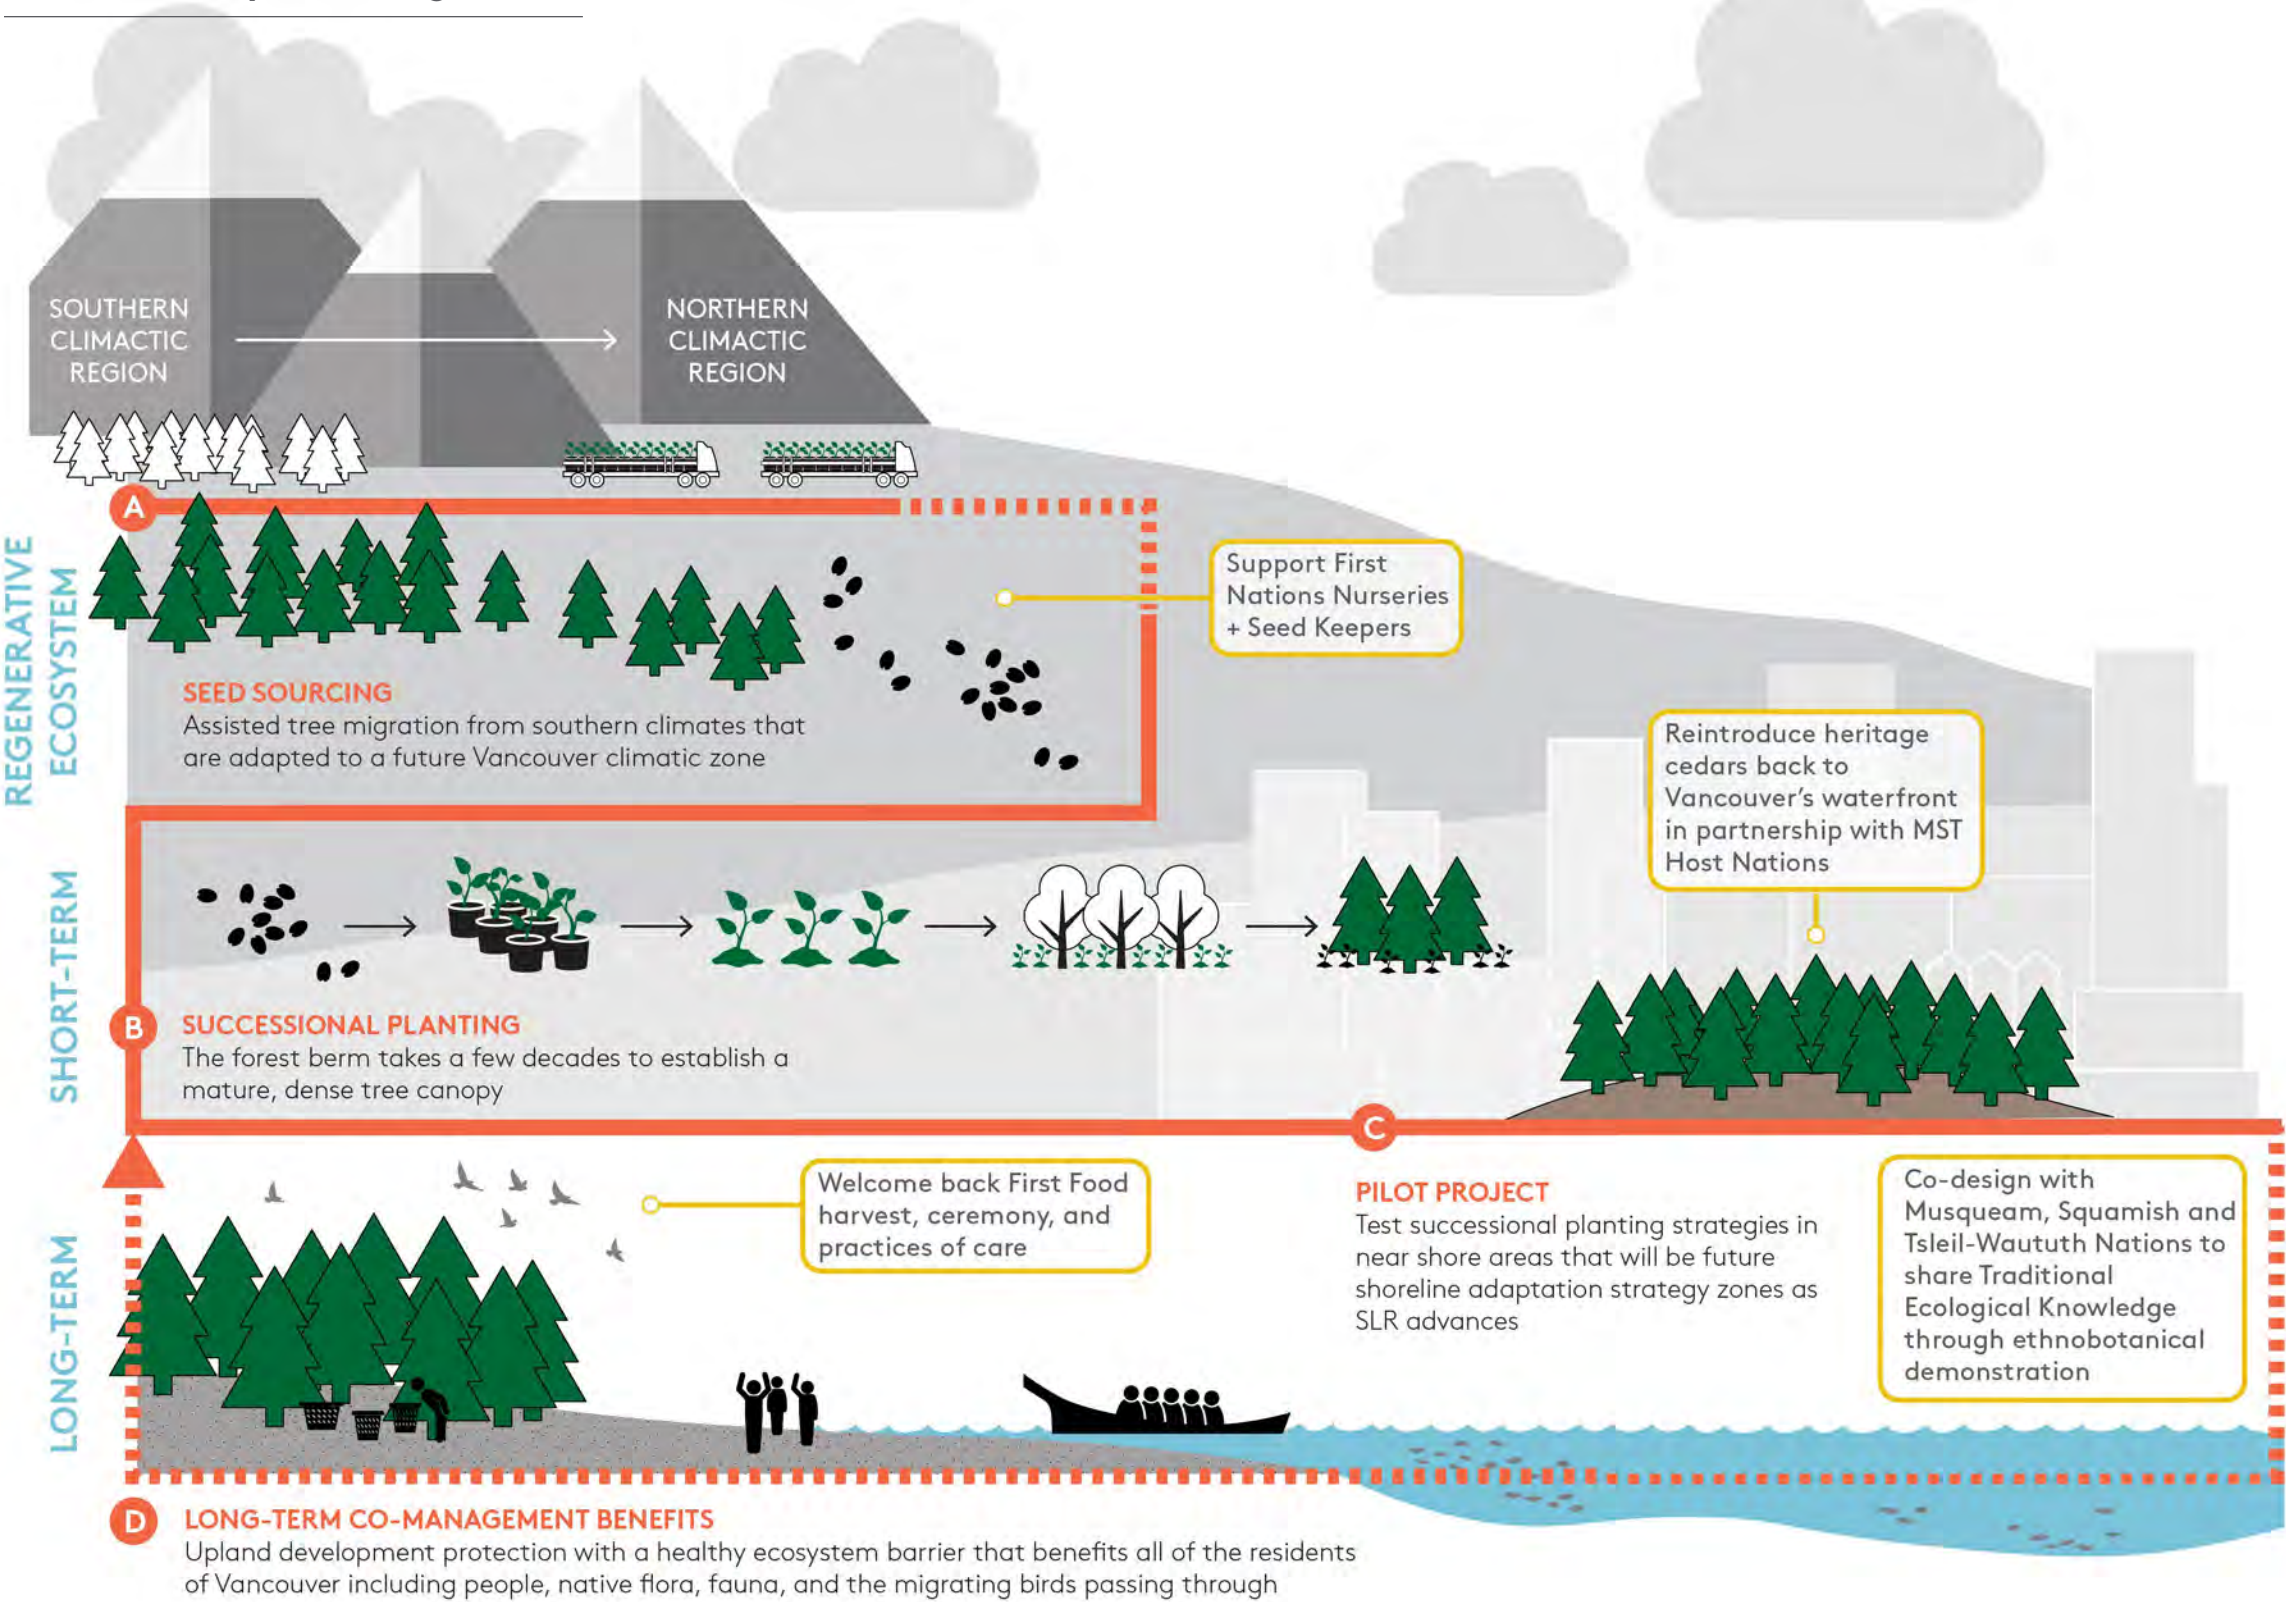 SOUTHERN
CLIMACTIC
REGION
NORTHERN
CLIMACTIC
REGION
REGENERATIVE
ECOSYSTEM
A
Support First
Nations Nurseries
+ Seed Keepers
SEED SOURCING
Assisted tree migration from southern climates that
are adapted to a future Vancouver climatic zone
Reintroduce heritage
cedars back to
Vancouver's waterfront
in partnership with MST
Host Nations
SHORT-TERM
B
SUCCESSIONAL PLANTING
The forest berm takes a few decades to establish a
mature, dense tree canopy
C
PILOT PROJECT
Test successional planting strategies in
near shore areas that will be future
shoreline adaptation strategy zones as
SLR advances
Co-design with
Musqueam, Squamish and
Tsleil-Waututh Nations to
share Traditional
Ecological Knowledge
through ethnobotanical
demonstration
LONG-TERM
Welcome back First Food
harvest, ceremony, and
practices of care
D
LONG-TERM CO-MANAGEMENT BENEFITS
Upland development protection with a healthy ecosystem barrier that benefits all of the residents
of Vancouver including people, native flora, fauna, and the migrating birds passing through